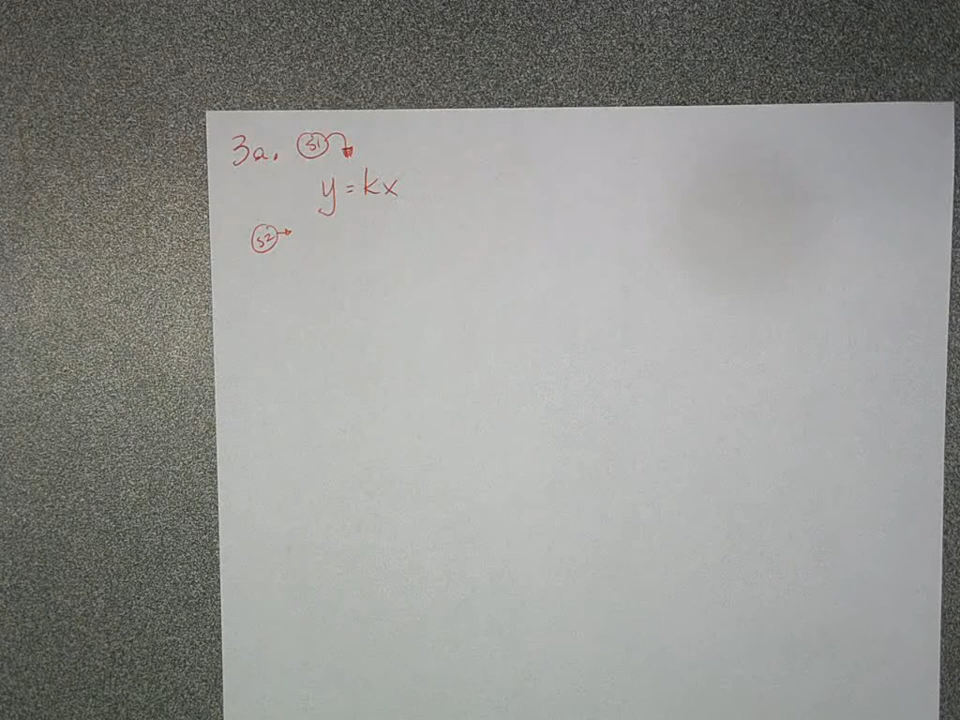 3a. S1
y = kx
S2 →